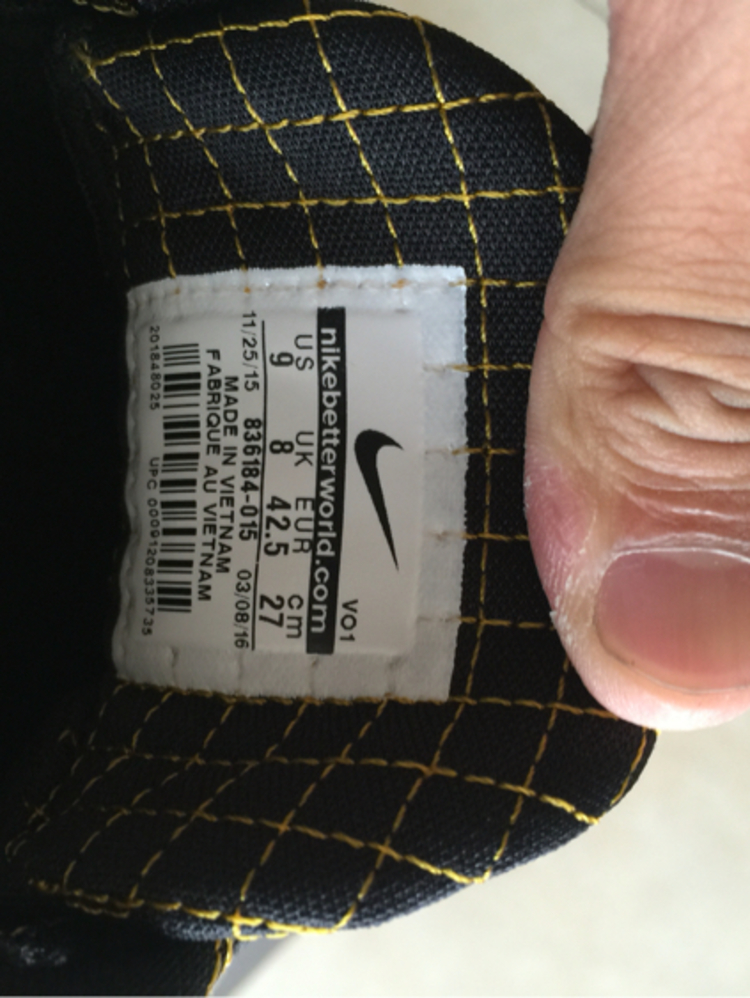 VO1
nikebetterworld.com
US UK EUR cm
9 8 42.5 27
11/25/15 836184-015 03/08/16
MADE IN VIETNAM
FABRIQUE AU VIETNAM
201848025 UPC 00091208335735